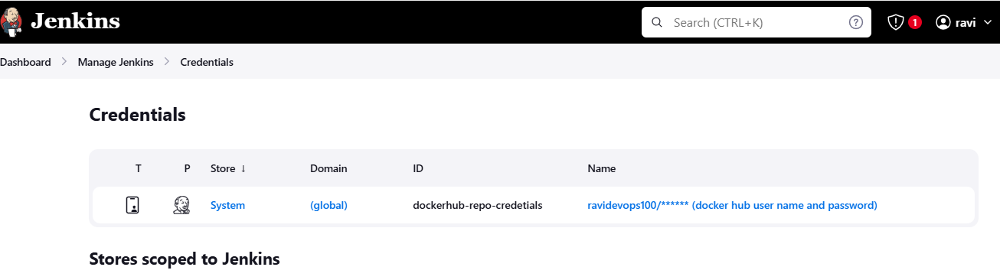 Jenkins Search (CTRL+K) ? 1 ravi
Dashboard Manage Jenkins Credentials
Credentials
T P Store ↓ Domain ID Name
System (global) dockerhub-repo-credetials ravidevops100/****** (docker hub user name and password)
Stores scoped to Jenkins